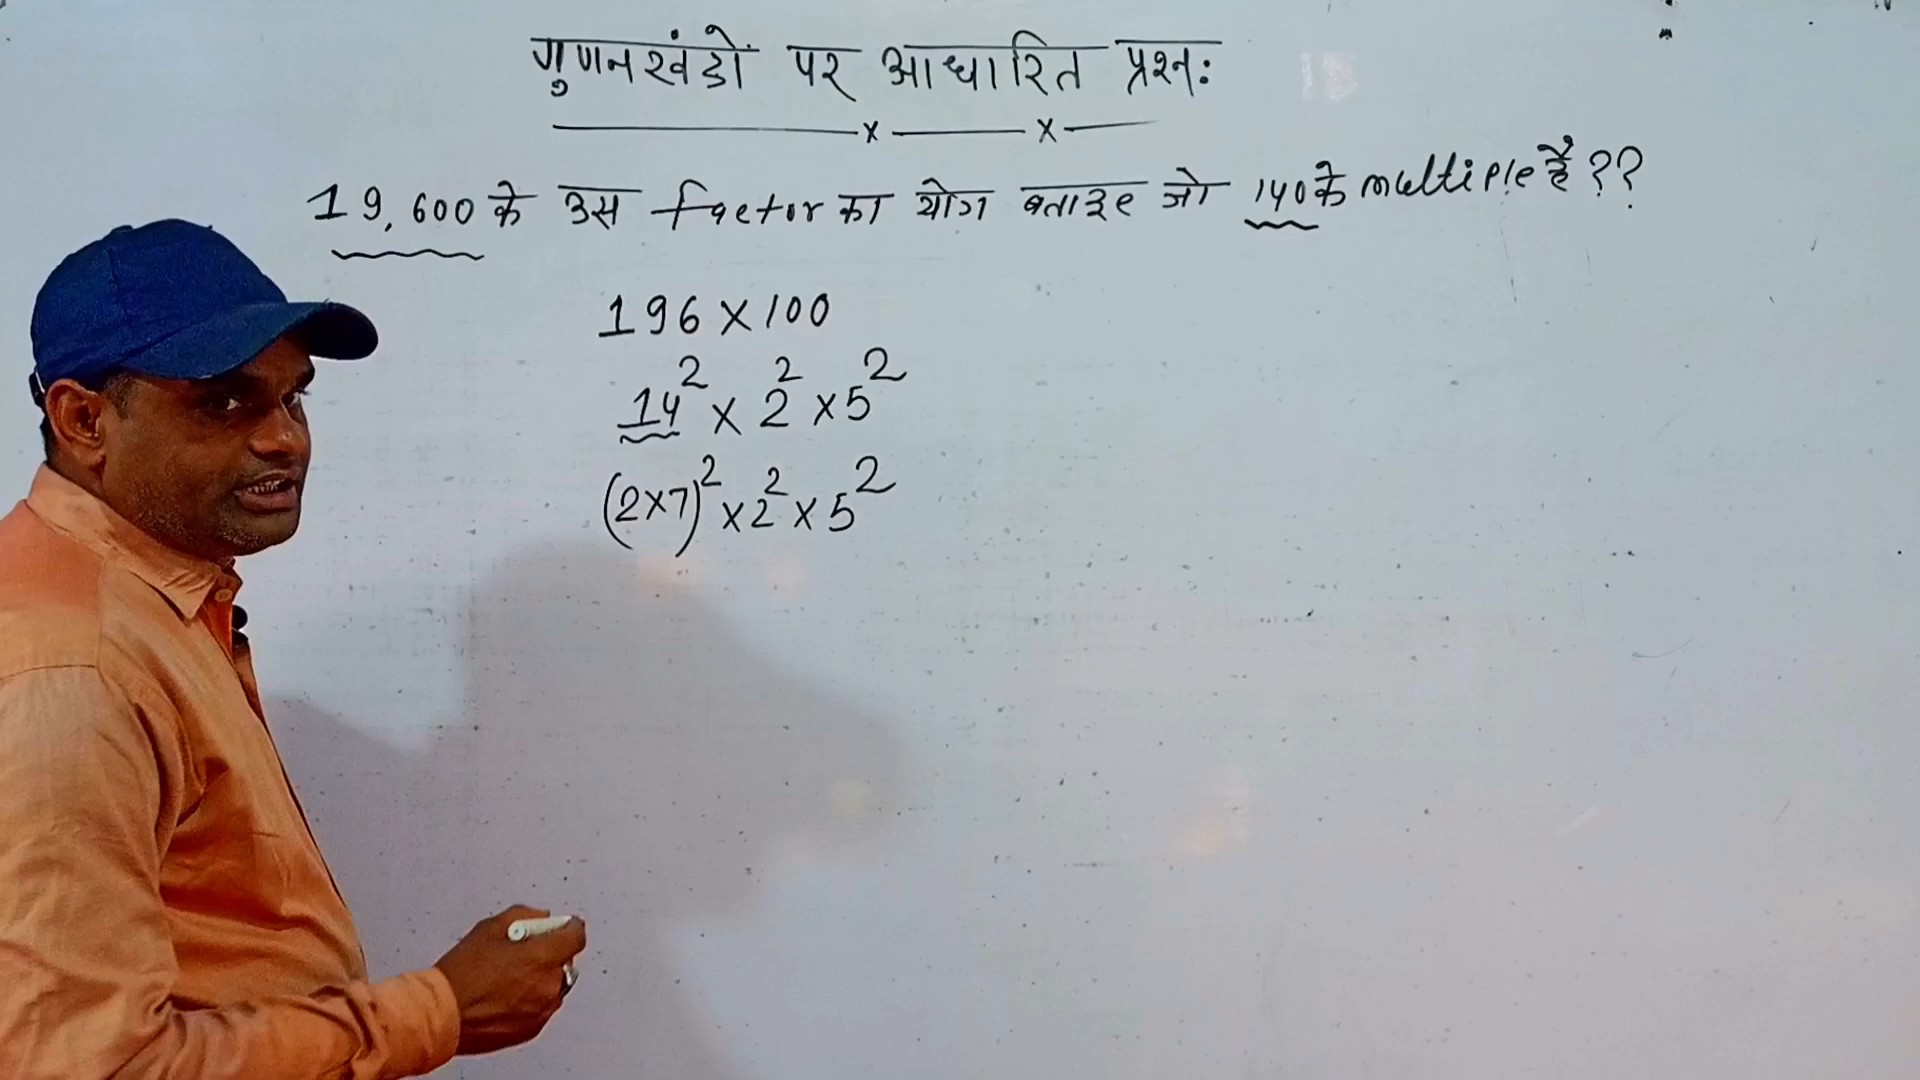 गुणनखंडों पर आधारित प्रश्न:
x x
19,600 के उस factor का योग बताइए जो 140 के multiple है ??
196 × 100
14² × 2² × 5²
(2×7)² × 2² × 5²